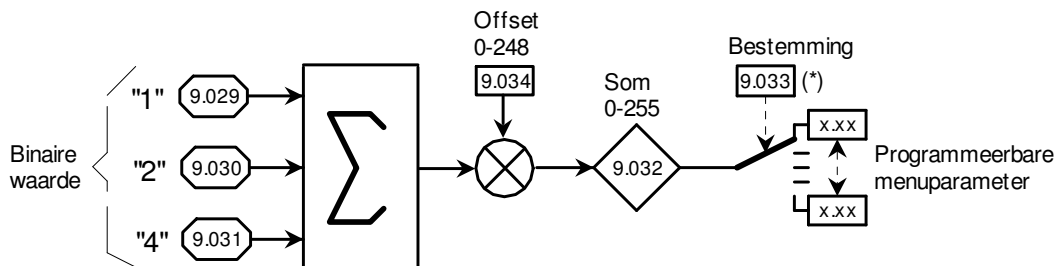 Offset
0-248
9.034
Bestemming
9.033 (*)
Som
0-255
9.032
"1" 9.029
"2" 9.030
"4" 9.031
Binaire
waarde
x.xx
x.xx
Programmeerbare
menuparameter